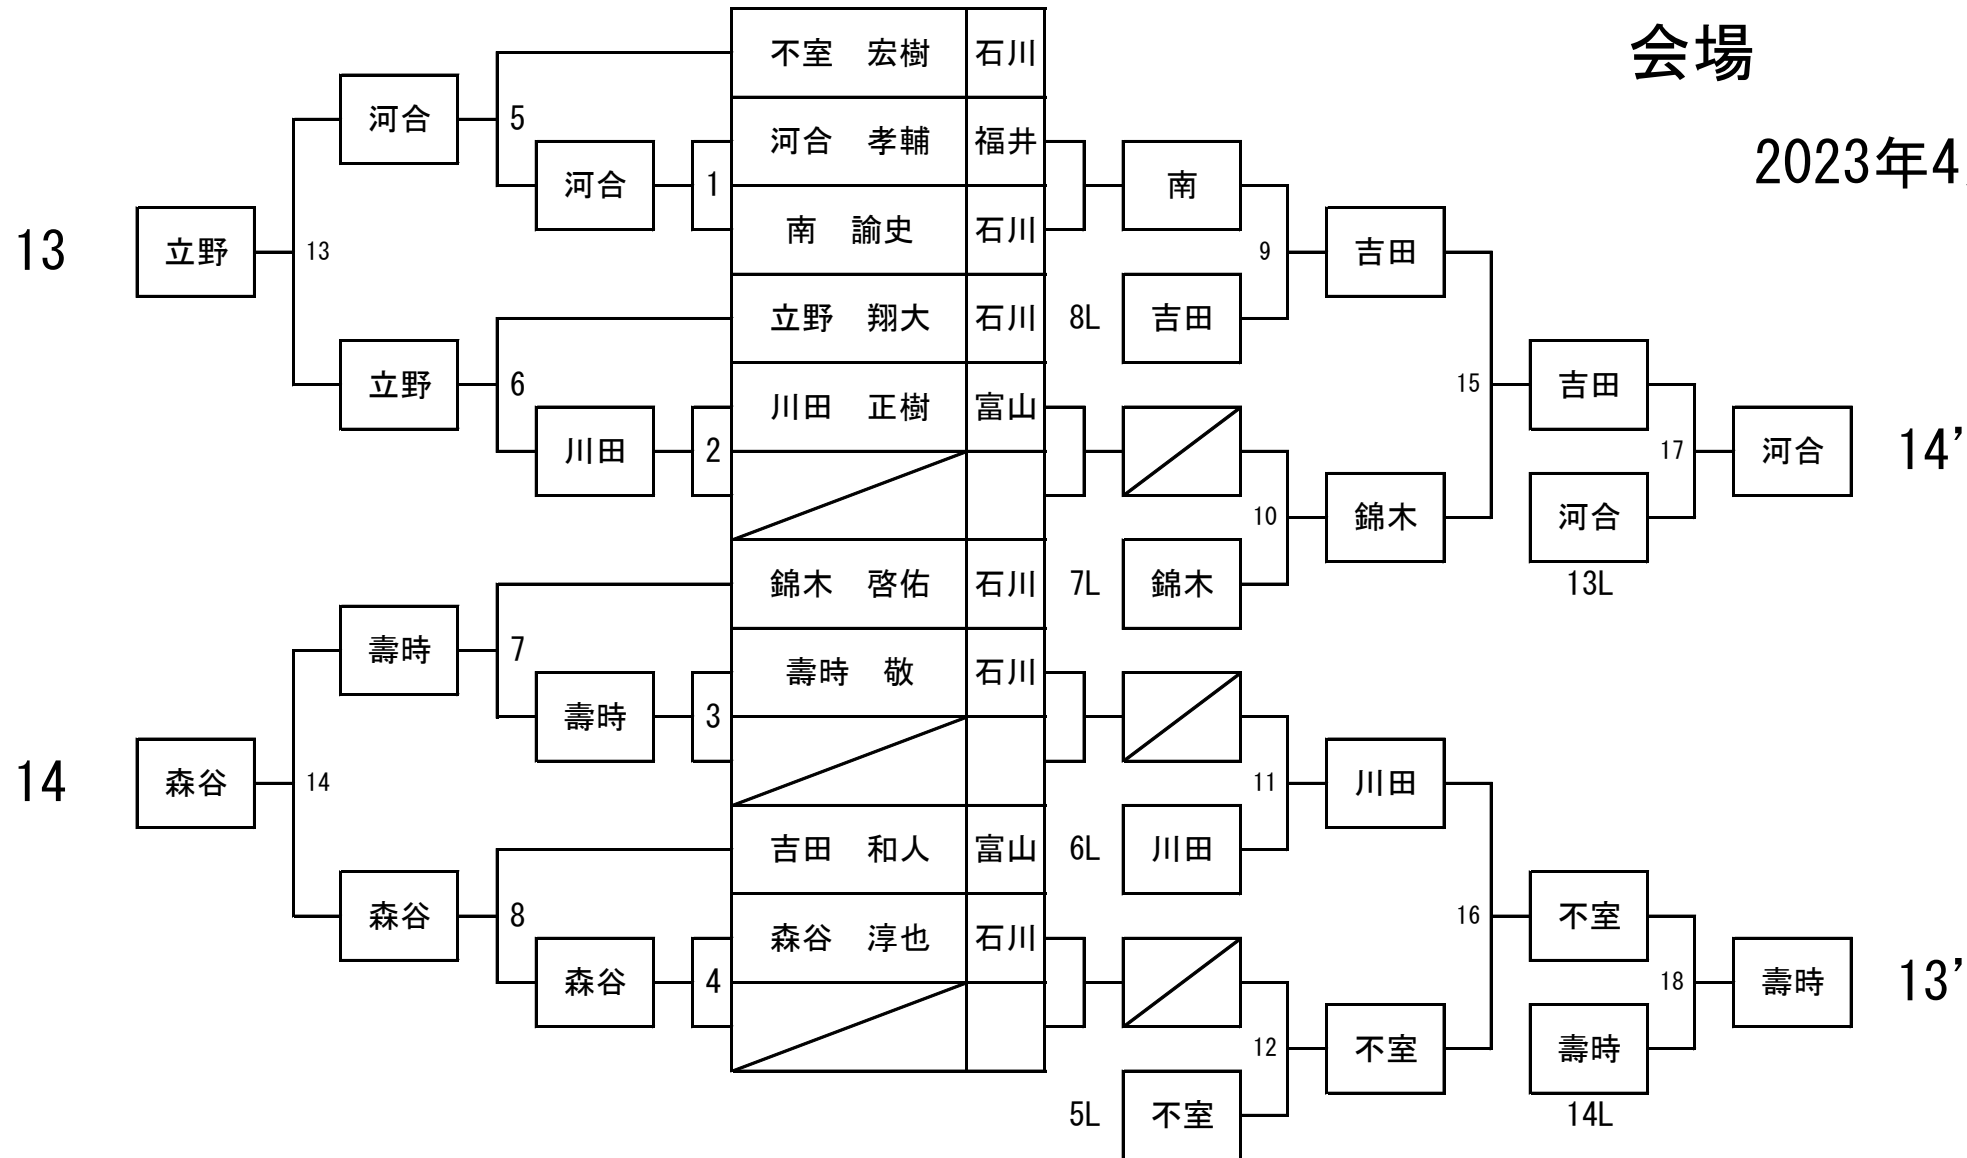 会場
2023年4
不室　宏樹 石川
河合 5
河合　孝輔 福井
河合 1 南
13 立野 13 南　諭史 石川 9 吉田
立野　翔大 石川 8L 吉田
立野 6 15 吉田
川田　正樹 富山
川田 2 17 河合 14’
10 錦木 河合
錦木　啓佑 石川 7L 錦木 13L
壽時 7
壽時　敬 石川
壽時 3
14 森谷 14 11 川田
吉田　和人 富山 6L 川田
森谷 8 16 不室
森谷　淳也 石川
森谷 4 18 壽時 13’
12 不室 壽時
5L 不室 14L